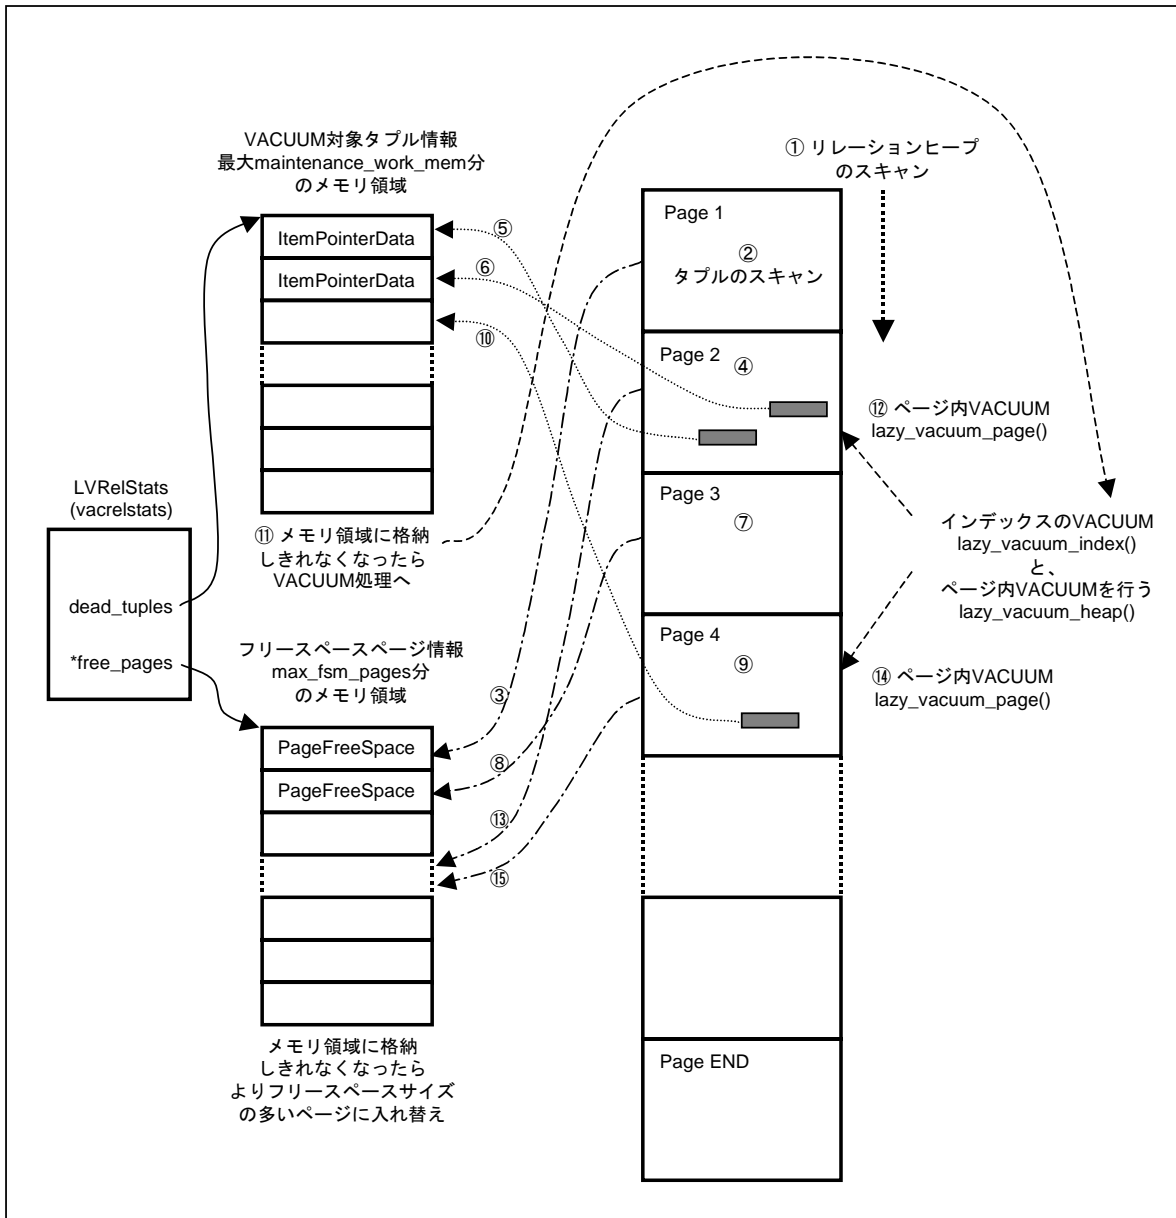 VACUUM対象タプル情報
最大maintenance_work_mem分
のメモリ領域
ItemPointerData
ItemPointerData
⑤
⑥
⑩
① リレーションヒープ
のスキャン
Page 1
②
タプルのスキャン
Page 2
④
⑫ ページ内VACUUM
lazy_vacuum_page()
Page 3
⑦
LVRelStats
(vacrelstats)
dead_tuples
*free_pages
⑪ メモリ領域に格納
しきれなくなったら
VACUUM処理へ
インデックスのVACUUM
lazy_vacuum_index()
と、
ページ内VACUUMを行う
lazy_vacuum_heap()
Page 4
⑨
⑭ ページ内VACUUM
lazy_vacuum_page()
フリースペースページ情報
max_fsm_pages分
のメモリ領域
③
PageFreeSpace
PageFreeSpace
⑧
⑬
⑮
メモリ領域に格納
しきれなくなったら
よりフリースペースサイズ
の多いページに入れ替え
Page END